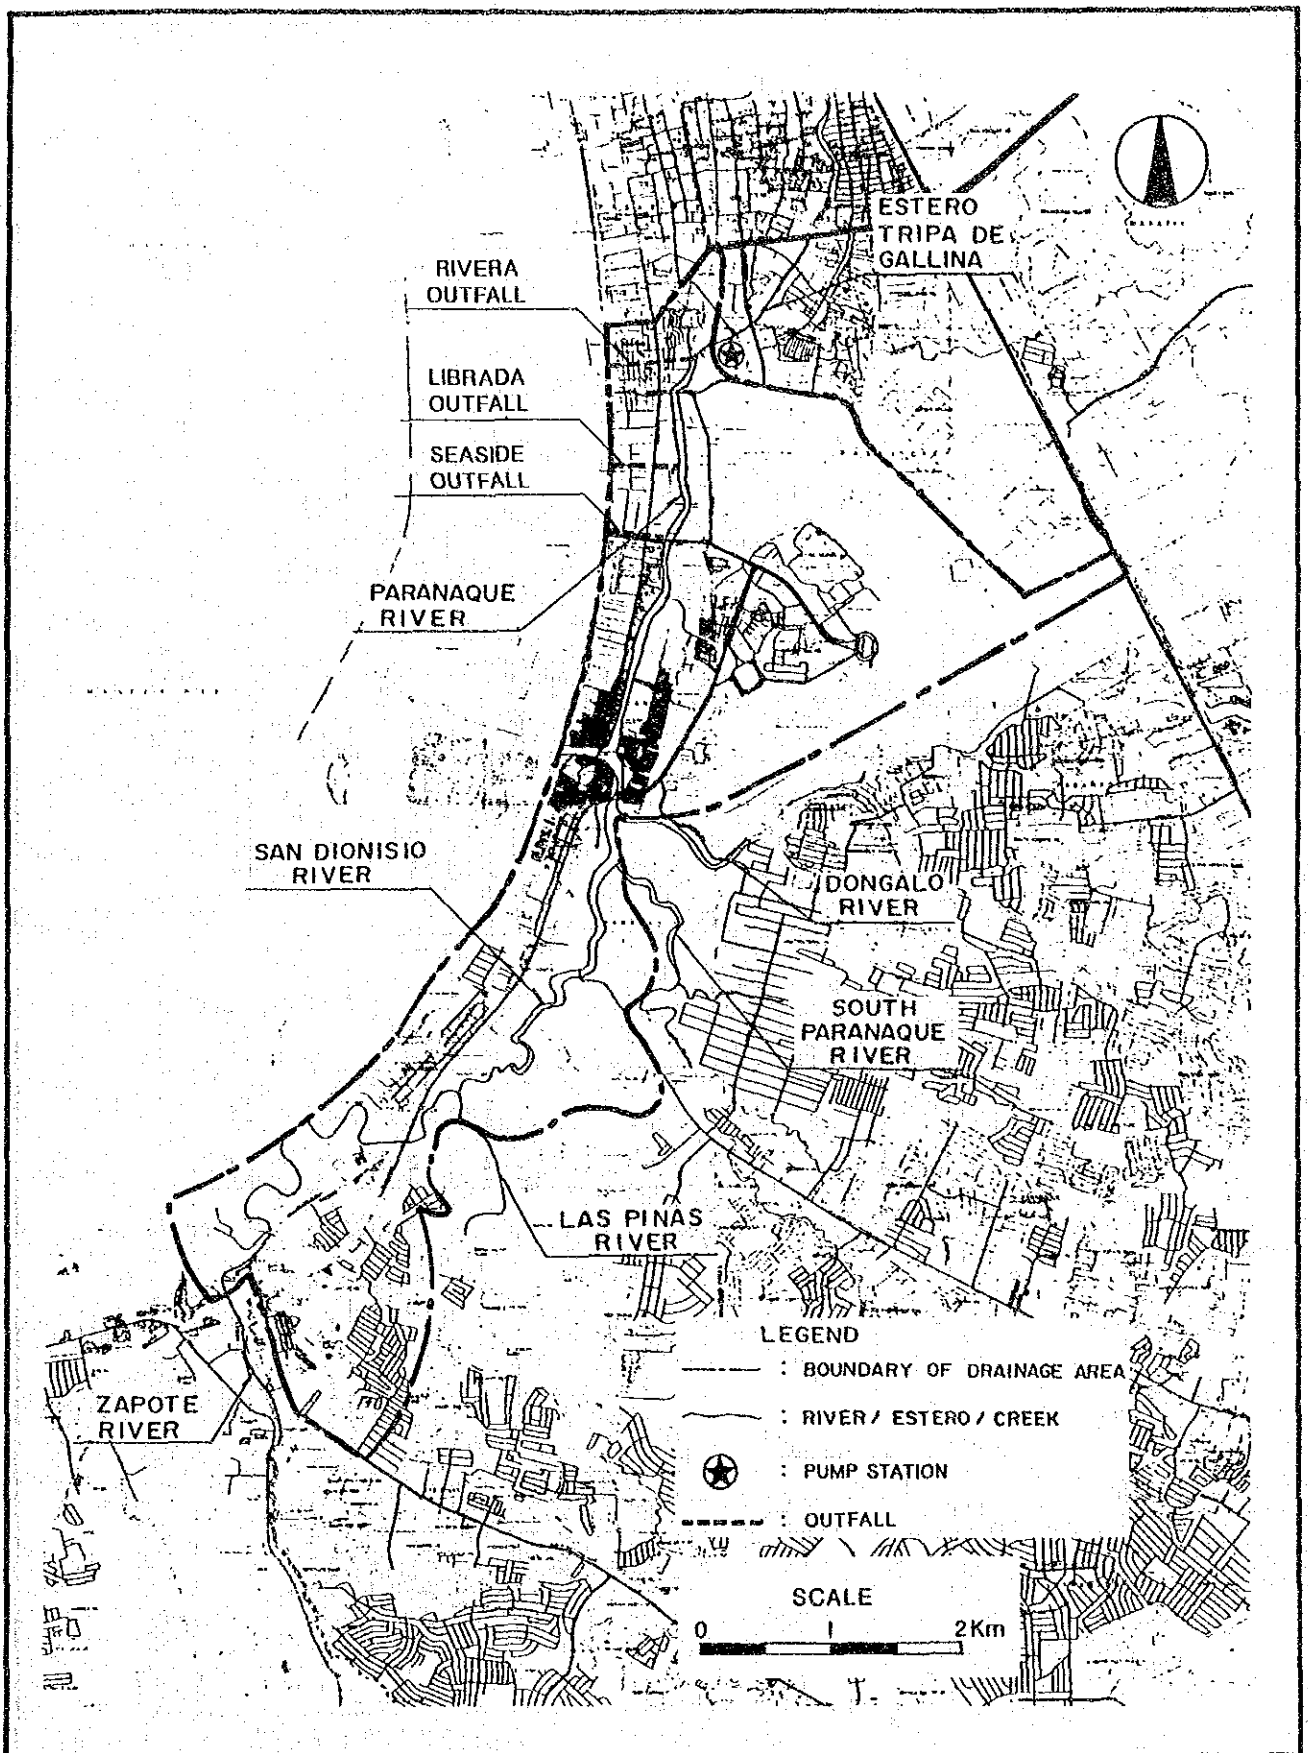 ESTERO
TRIPA DE
GALLINA
RIVERA
OUTFALL
LIBRADA
OUTFALL
SEASIDE
OUTFALL
PARANAQUE
RIVER
SAN DIONISIO
RIVER
DONGALO
RIVER
SOUTH
PARANAQUE
RIVER
LAS PINAS
RIVER
ZAPOTE
RIVER
LEGEND
: BOUNDARY OF DRAINAGE AREA
: RIVER / ESTERO / CREEK
: PUMP STATION
: OUTFALL
SCALE
0 1 2Km